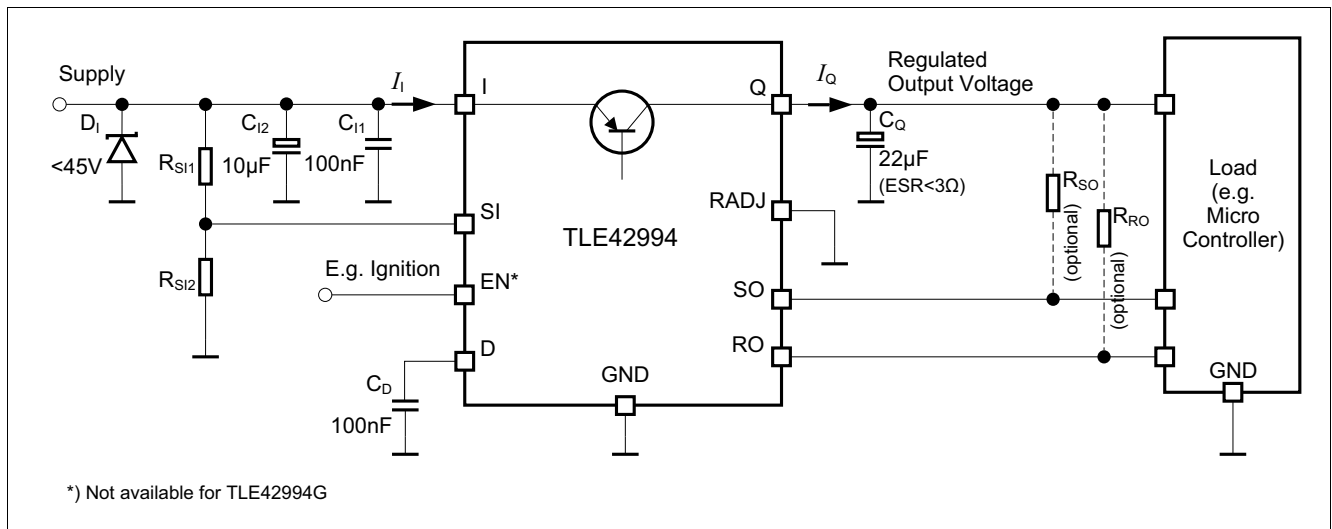 Supply
I_I
I
Q
I_Q
Regulated
Output Voltage
D_I
<45V
R_SI1
C_I2
10µF
C_I1
100nF
C_Q
22µF
(ESR<3Ω)
R_SO
(optional)
R_RO
(optional)
Load
(e.g.
Micro
Controller)
SI
TLE42994
RADJ
R_SI2
E.g. Ignition
EN*
SO
D
RO
C_D
100nF
GND
GND
*) Not available for TLE42994G